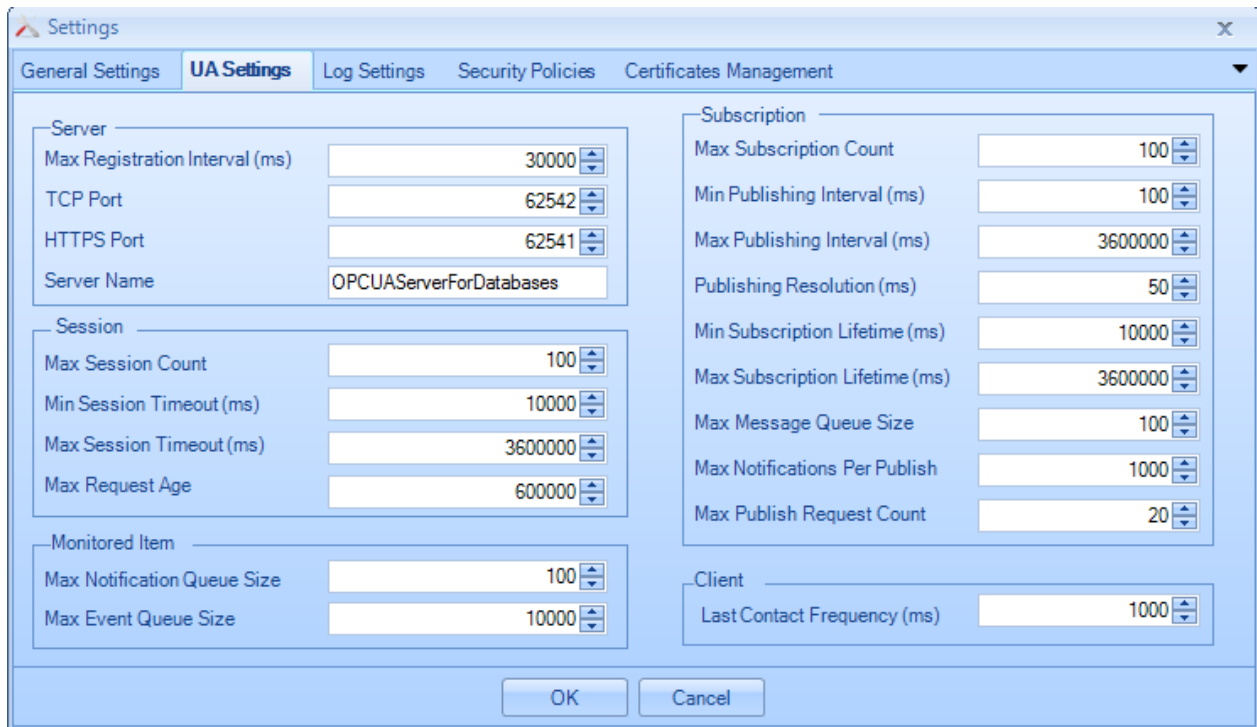 Settings
General Settings UA Settings Log Settings Security Policies Certificates Management
Server
Max Registration Interval (ms) 30000
TCP Port 62542
HTTPS Port 62541
Server Name OPCUAServerForDatabases
Session
Max Session Count 100
Min Session Timeout (ms) 10000
Max Session Timeout (ms) 3600000
Max Request Age 600000
Monitored Item
Max Notification Queue Size 100
Max Event Queue Size 10000
Subscription
Max Subscription Count 100
Min Publishing Interval (ms) 100
Max Publishing Interval (ms) 3600000
Publishing Resolution (ms) 50
Min Subscription Lifetime (ms) 10000
Max Subscription Lifetime (ms) 3600000
Max Message Queue Size 100
Max Notifications Per Publish 1000
Max Publish Request Count 20
Client
Last Contact Frequency (ms) 1000
OK Cancel